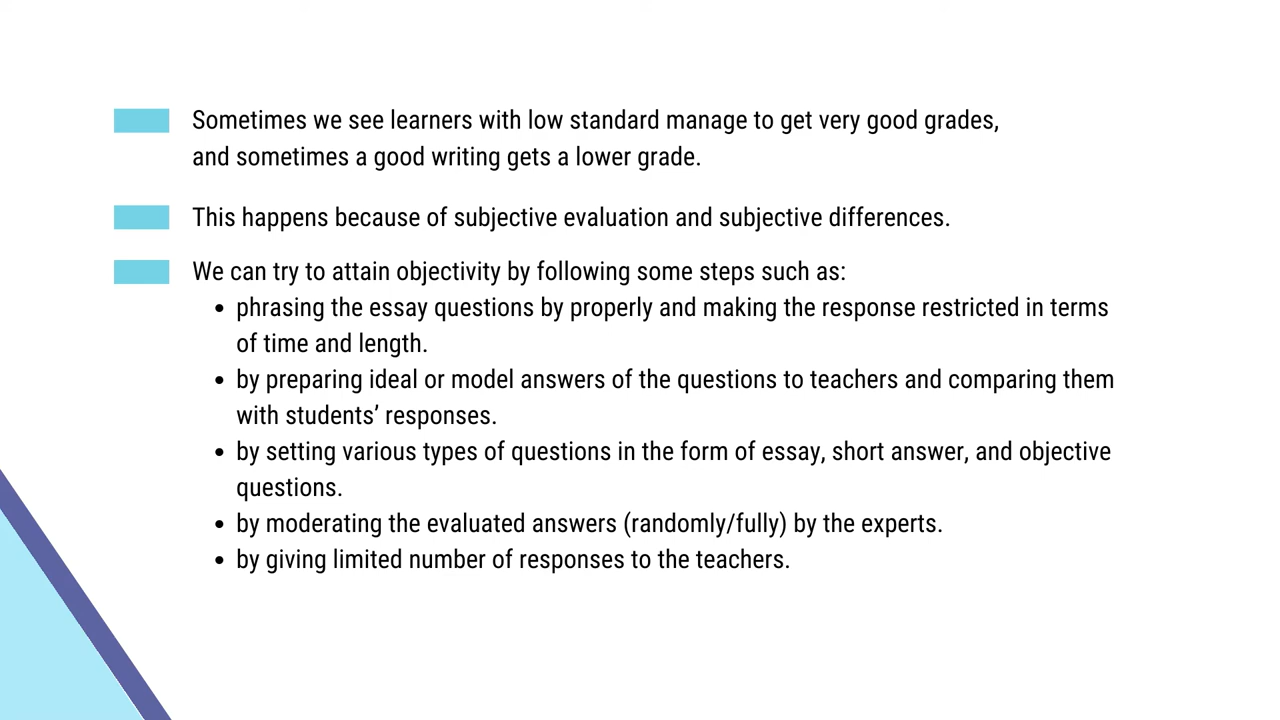 Sometimes we see learners with low standard manage to get very good grades,
and sometimes a good writing gets a lower grade.
This happens because of subjective evaluation and subjective differences.
We can try to attain objectivity by following some steps such as:
• phrasing the essay questions by properly and making the response restricted in terms
of time and length.
• by preparing ideal or model answers of the questions to teachers and comparing them
with students’ responses.
• by setting various types of questions in the form of essay, short answer, and objective
questions.
• by moderating the evaluated answers (randomly/fully) by the experts.
• by giving limited number of responses to the teachers.